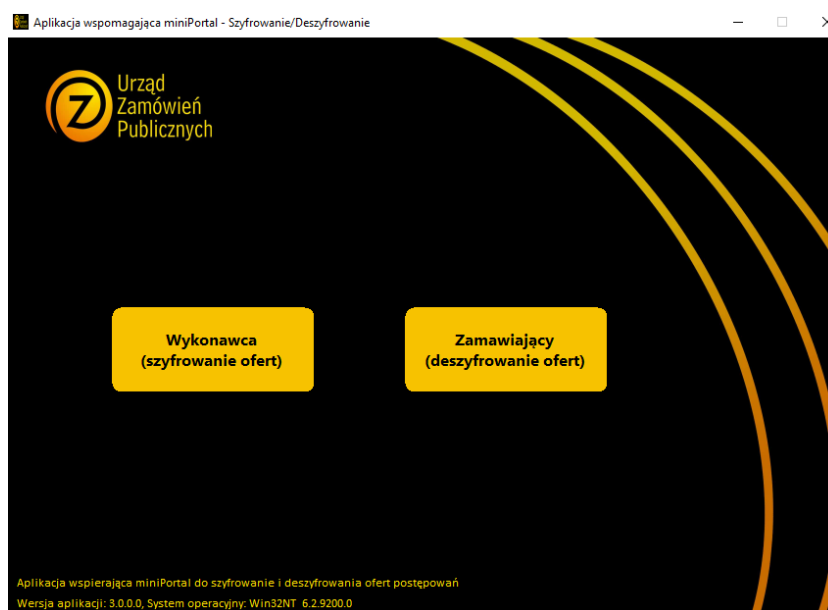 Aplikacja wspomagająca miniPortal - Szyfrowanie/Deszyfrowanie
Urząd
Zamówień
Publicznych
Wykonawca
(szyfrowanie ofert)
Zamawiający
(deszyfrowanie ofert)
Aplikacja wspierająca miniPortal do szyfrowanie i deszyfrowania ofert postępowań
Wersja aplikacji: 3.0.0.0, System operacyjny: Win32NT 6.2.9200.0